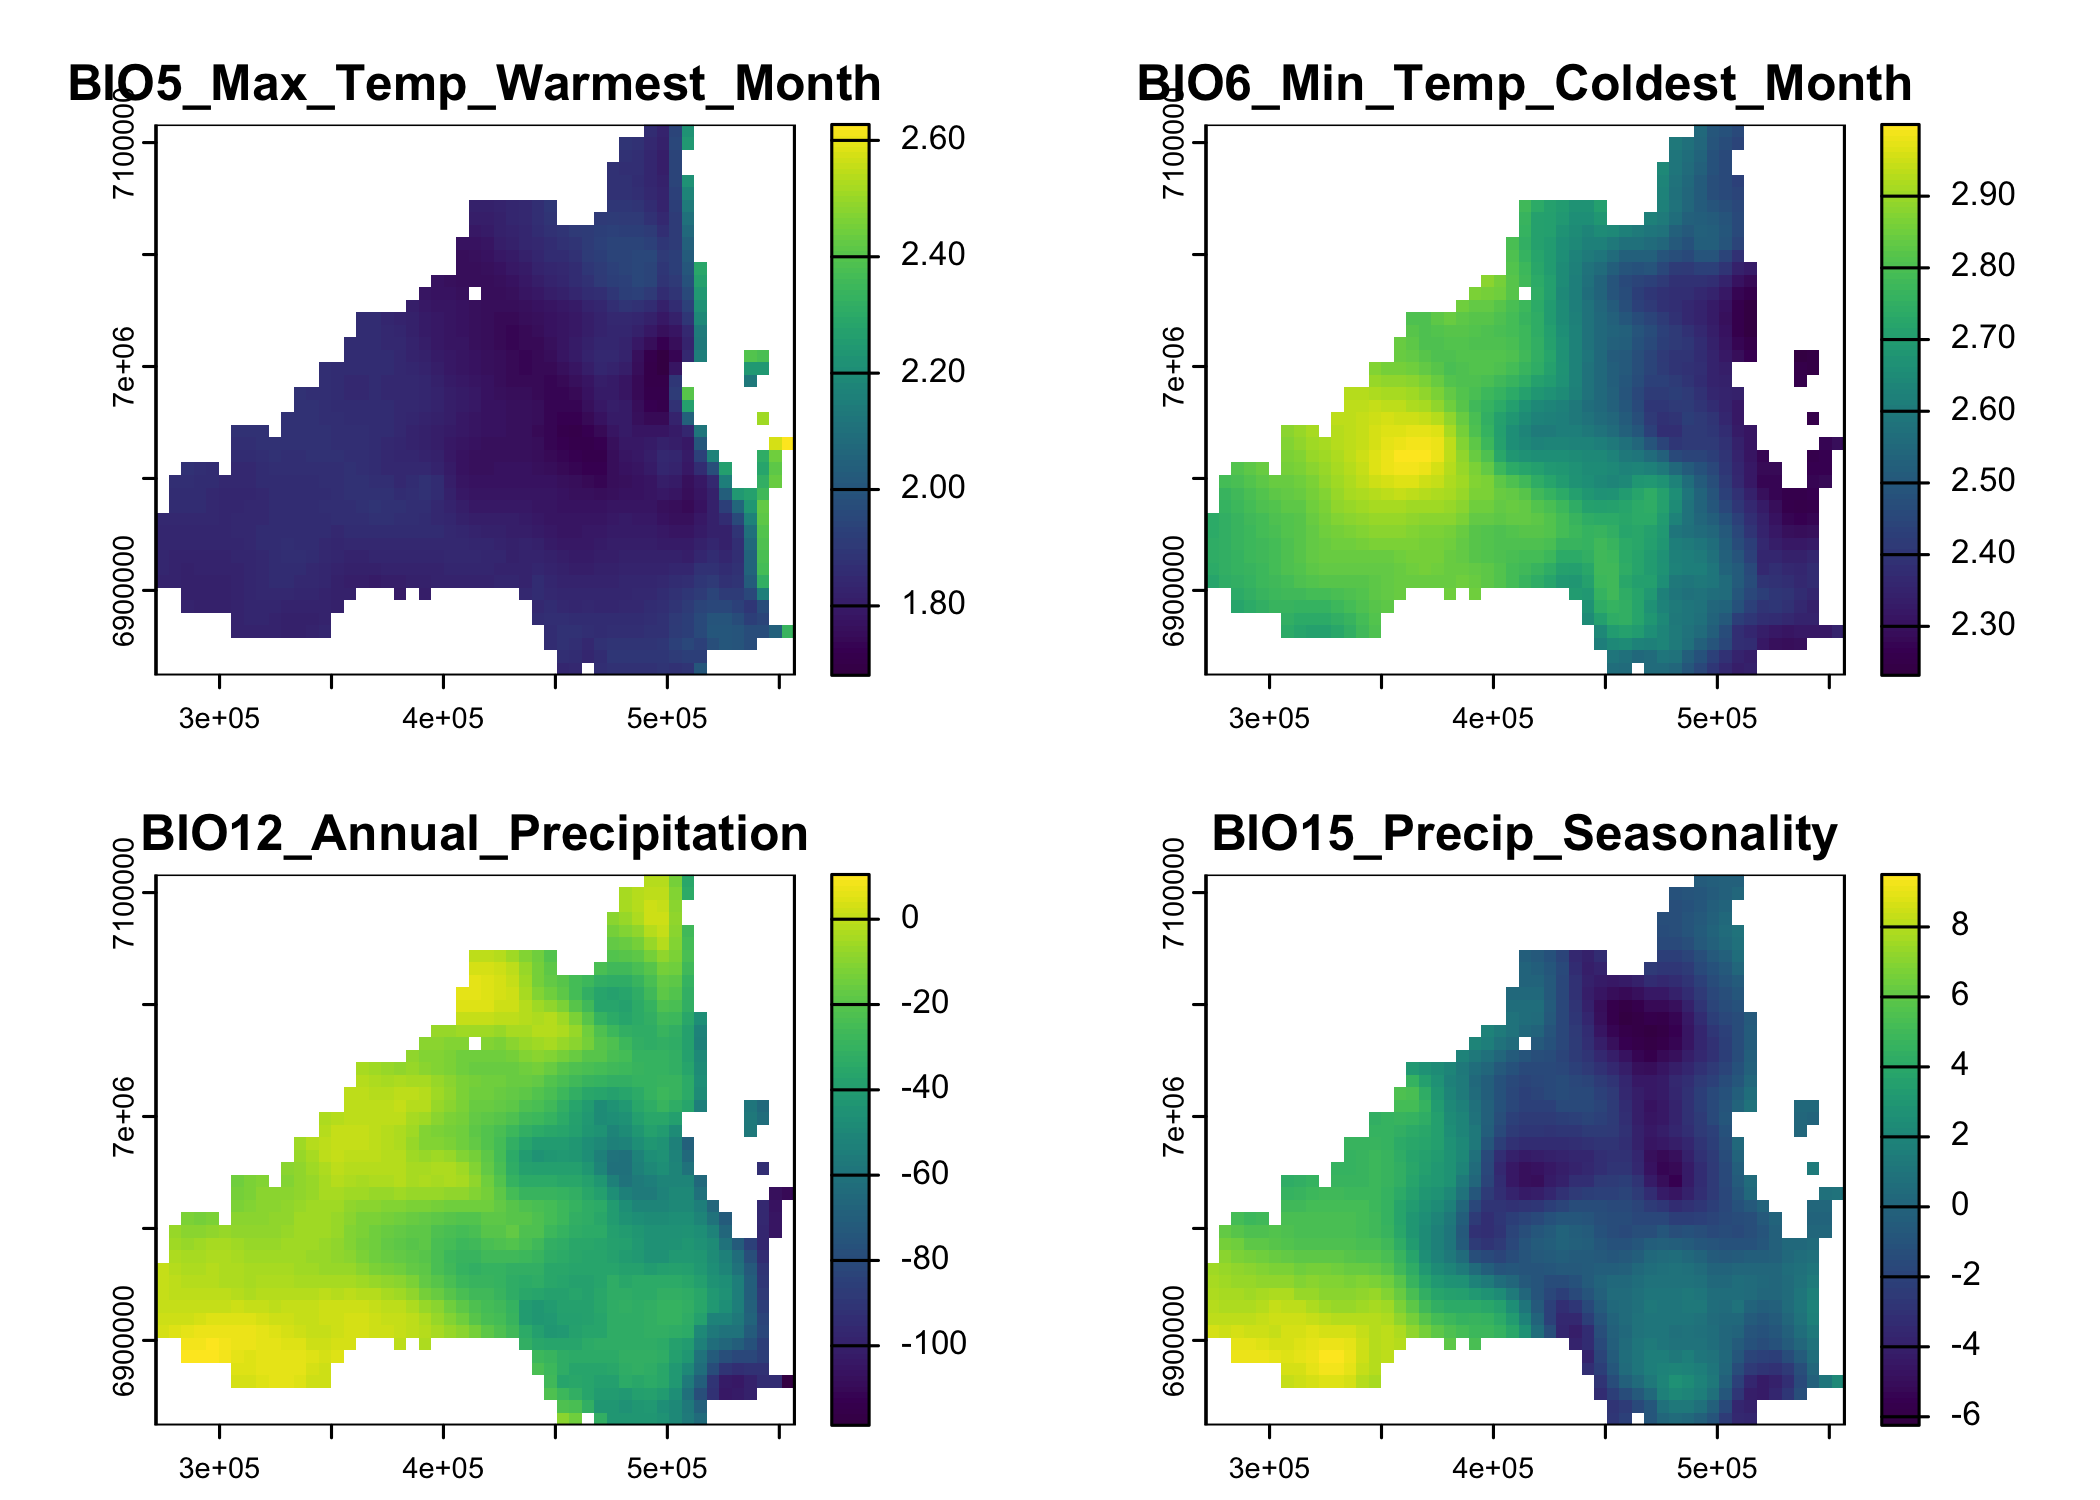 BIO5_Max_Temp_Warmest_Month
7100000
7e+06
6900000
3e+05
4e+05
5e+05
2.60
2.40
2.20
2.00
1.80
BIO6_Min_Temp_Coldest_Month
7100000
7e+06
6900000
3e+05
4e+05
5e+05
2.90
2.80
2.70
2.60
2.50
2.40
2.30
BIO12_Annual_Precipitation
7100000
7e+06
6900000
3e+05
4e+05
5e+05
0
-20
-40
-60
-80
-100
BIO15_Precip_Seasonality
7100000
7e+06
6900000
3e+05
4e+05
5e+05
8
6
4
2
0
-2
-4
-6